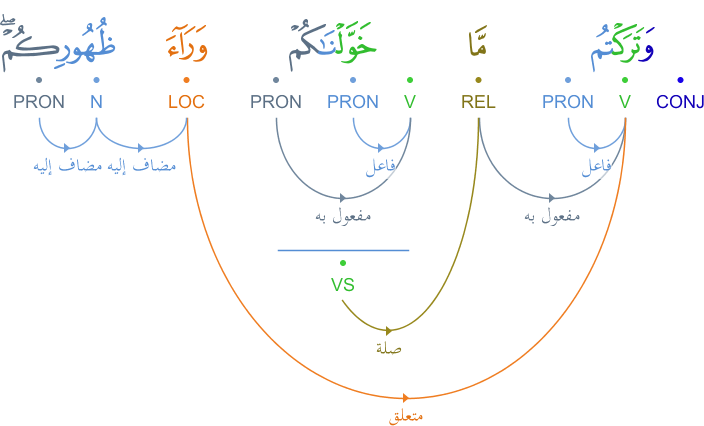 وَتَرَكْتُم مَّا خَوَّلْنَـٰكُمْ وَرَآءَ ظُهُورِكُمْ ۖ
CONJ V PRON REL V PRON PRON LOC N PRON
فاعل مضاف إليه مضاف إليه فاعل
مفعول به مفعول به
VS
صلة
متعلق